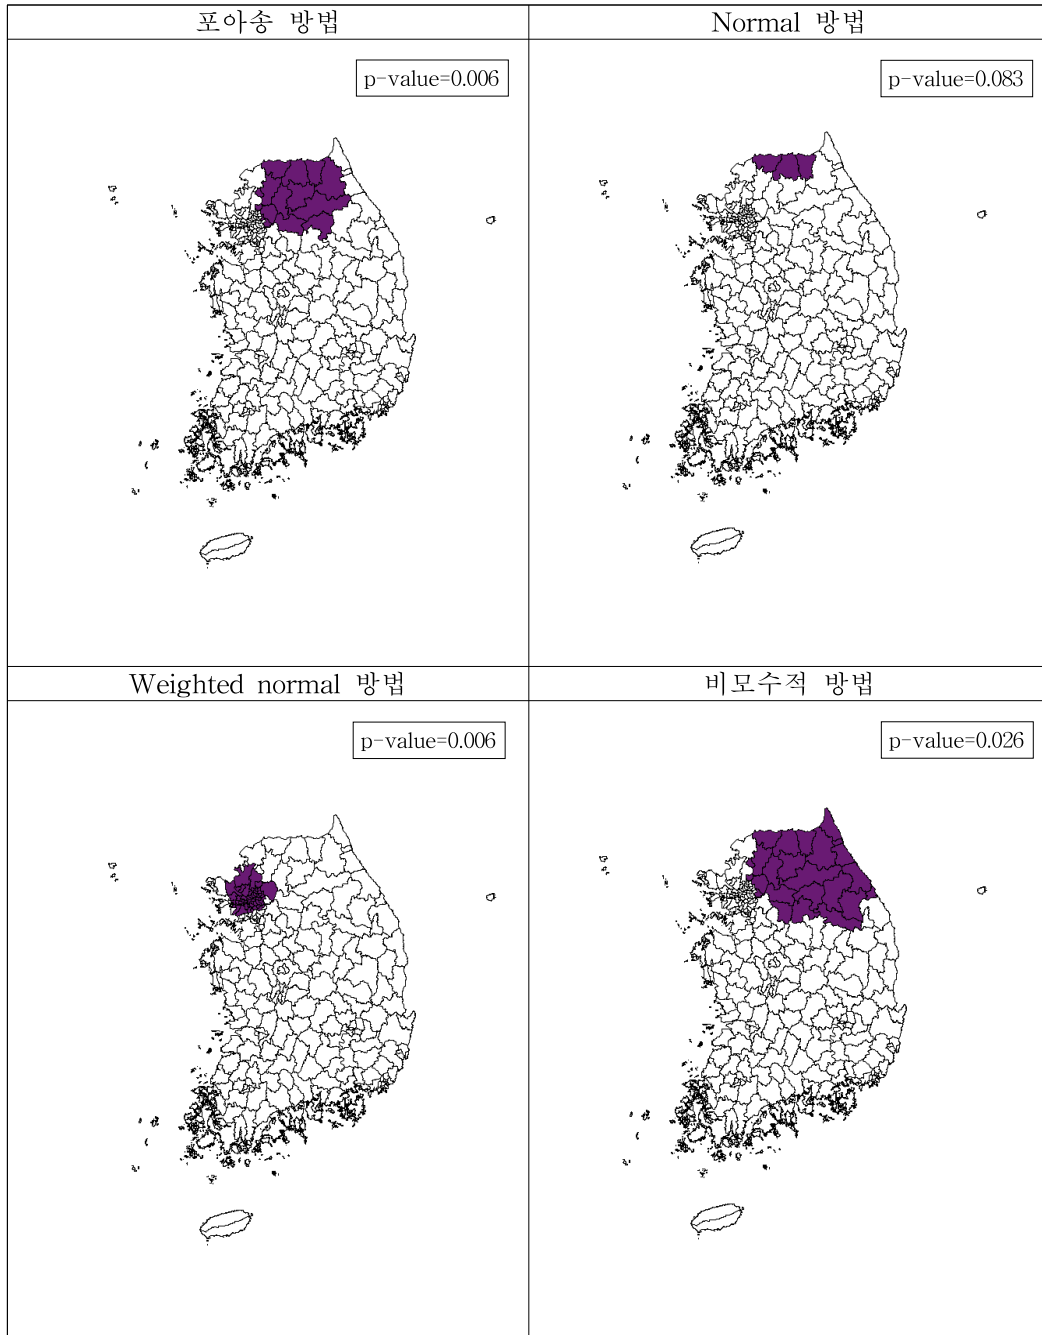 포아송 방법
Normal 방법
p-value=0.006
p-value=0.083
Weighted normal 방법
비모수적 방법
p-value=0.006
p-value=0.026